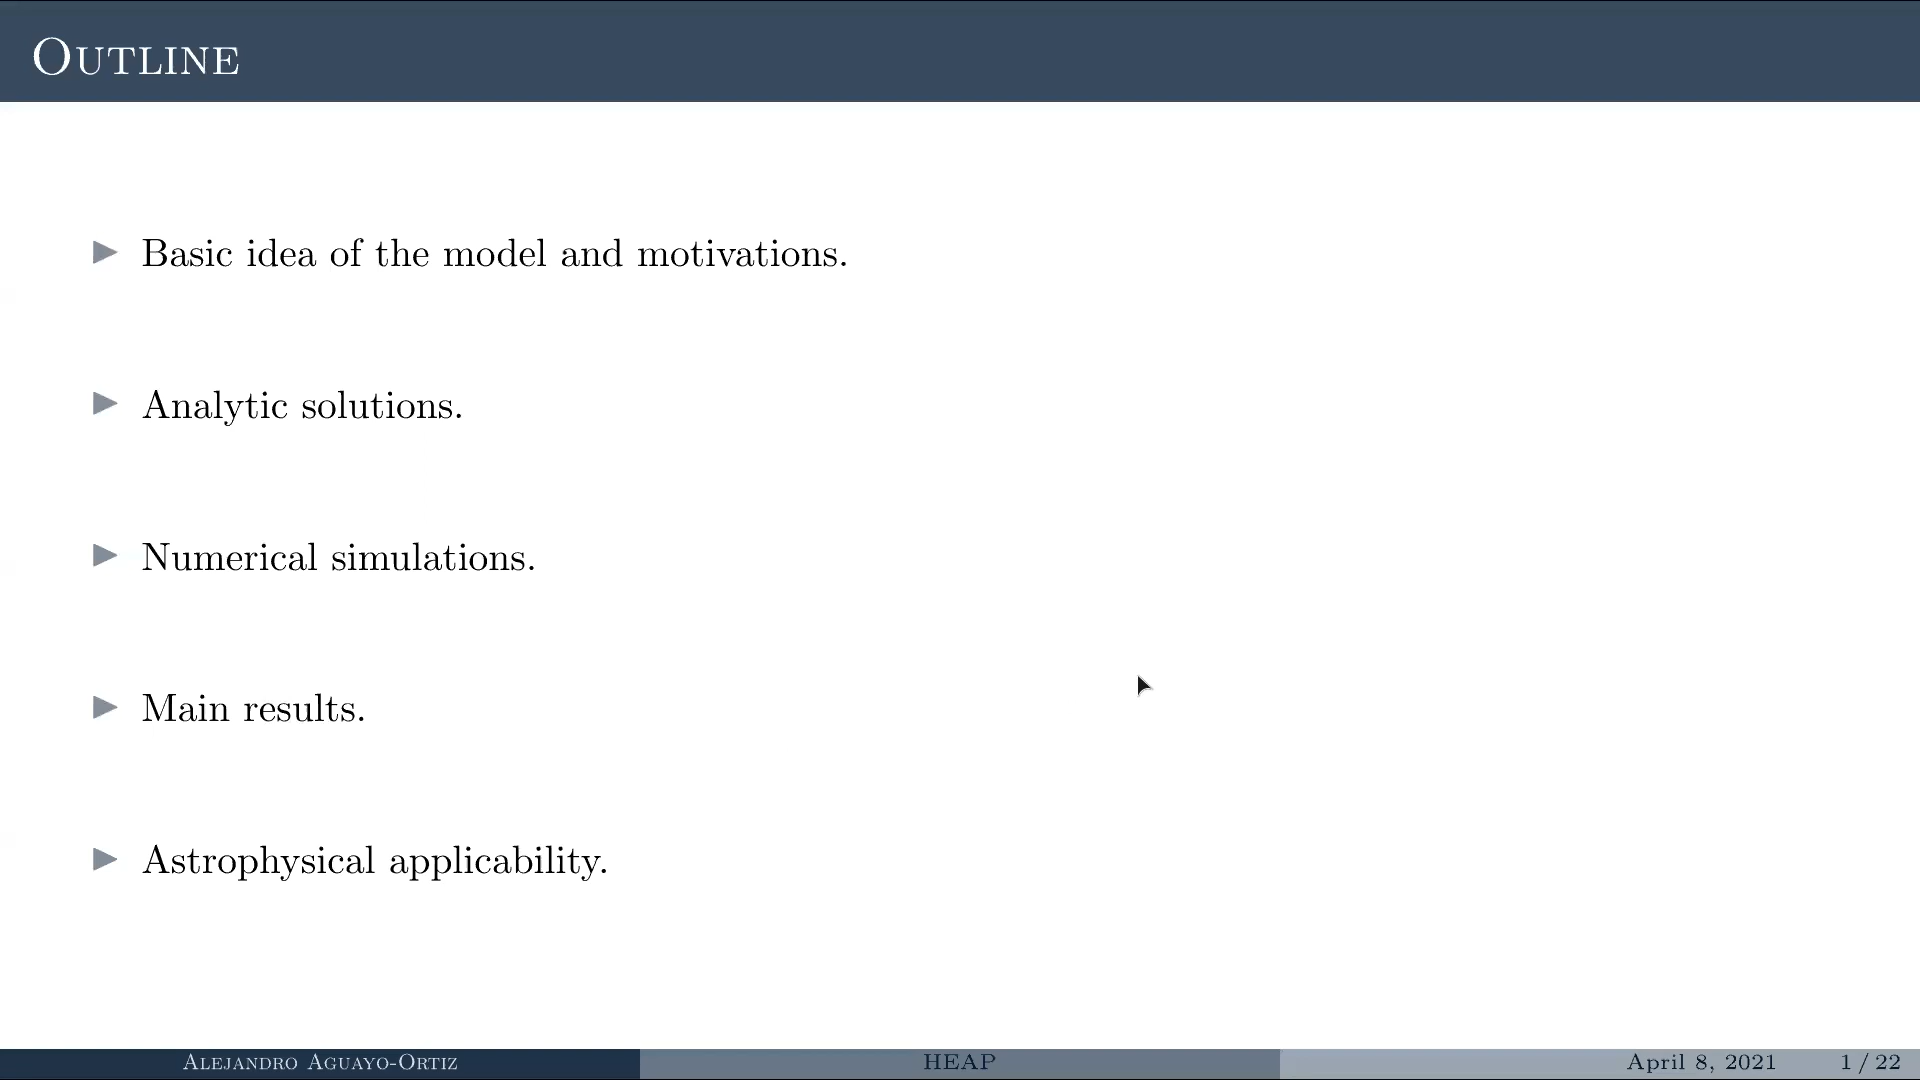 Outline
Basic idea of the model and motivations.
Analytic solutions.
Numerical simulations.
Main results.
Astrophysical applicability.
Alejandro Aguayo-Ortiz HEAP April 8, 2021 1 / 22